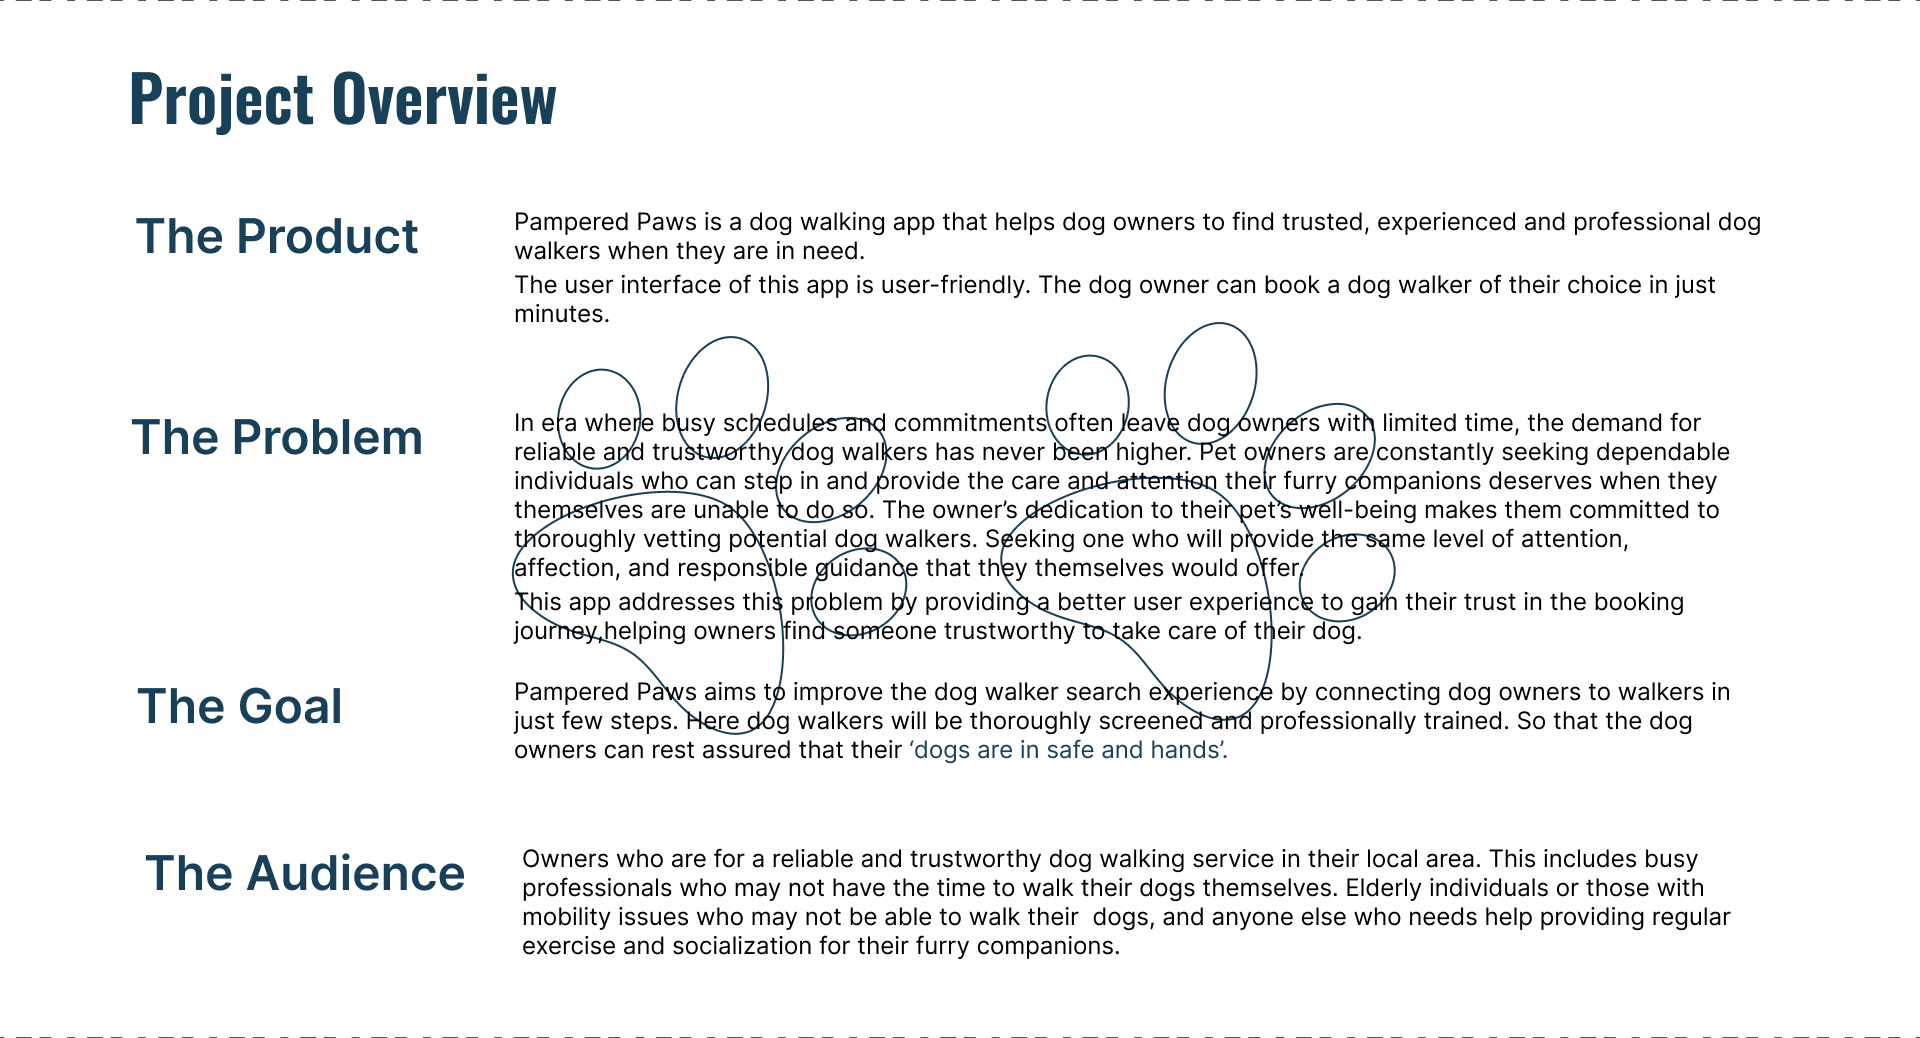 Project Overview
The Product
Pampered Paws is a dog walking app that helps dog owners to find trusted, experienced and professional dog
walkers when they are in need.
The user interface of this app is user-friendly. The dog owner can book a dog walker of their choice in just
minutes.
The Problem
In era where busy schedules and commitments often leave dog owners with limited time, the demand for
reliable and trustworthy dog walkers has never been higher. Pet owners are constantly seeking dependable
individuals who can step in and provide the care and attention their furry companions deserves when they
themselves are unable to do so. The owner’s dedication to their pet’s well-being makes them committed to
thoroughly vetting potential dog walkers. Seeking one who will provide the same level of attention,
affection, and responsible guidance that they themselves would offer.
This app addresses this problem by providing a better user experience to gain their trust in the booking
journey,helping owners find someone trustworthy to take care of their dog.
The Goal
Pampered Paws aims to improve the dog walker search experience by connecting dog owners to walkers in
just few steps. Here dog walkers will be thoroughly screened and professionally trained. So that the dog
owners can rest assured that their ‘dogs are in safe and hands’.
The Audience
Owners who are for a reliable and trustworthy dog walking service in their local area. This includes busy
professionals who may not have the time to walk their dogs themselves. Elderly individuals or those with
mobility issues who may not be able to walk their  dogs, and anyone else who needs help providing regular
exercise and socialization for their furry companions.